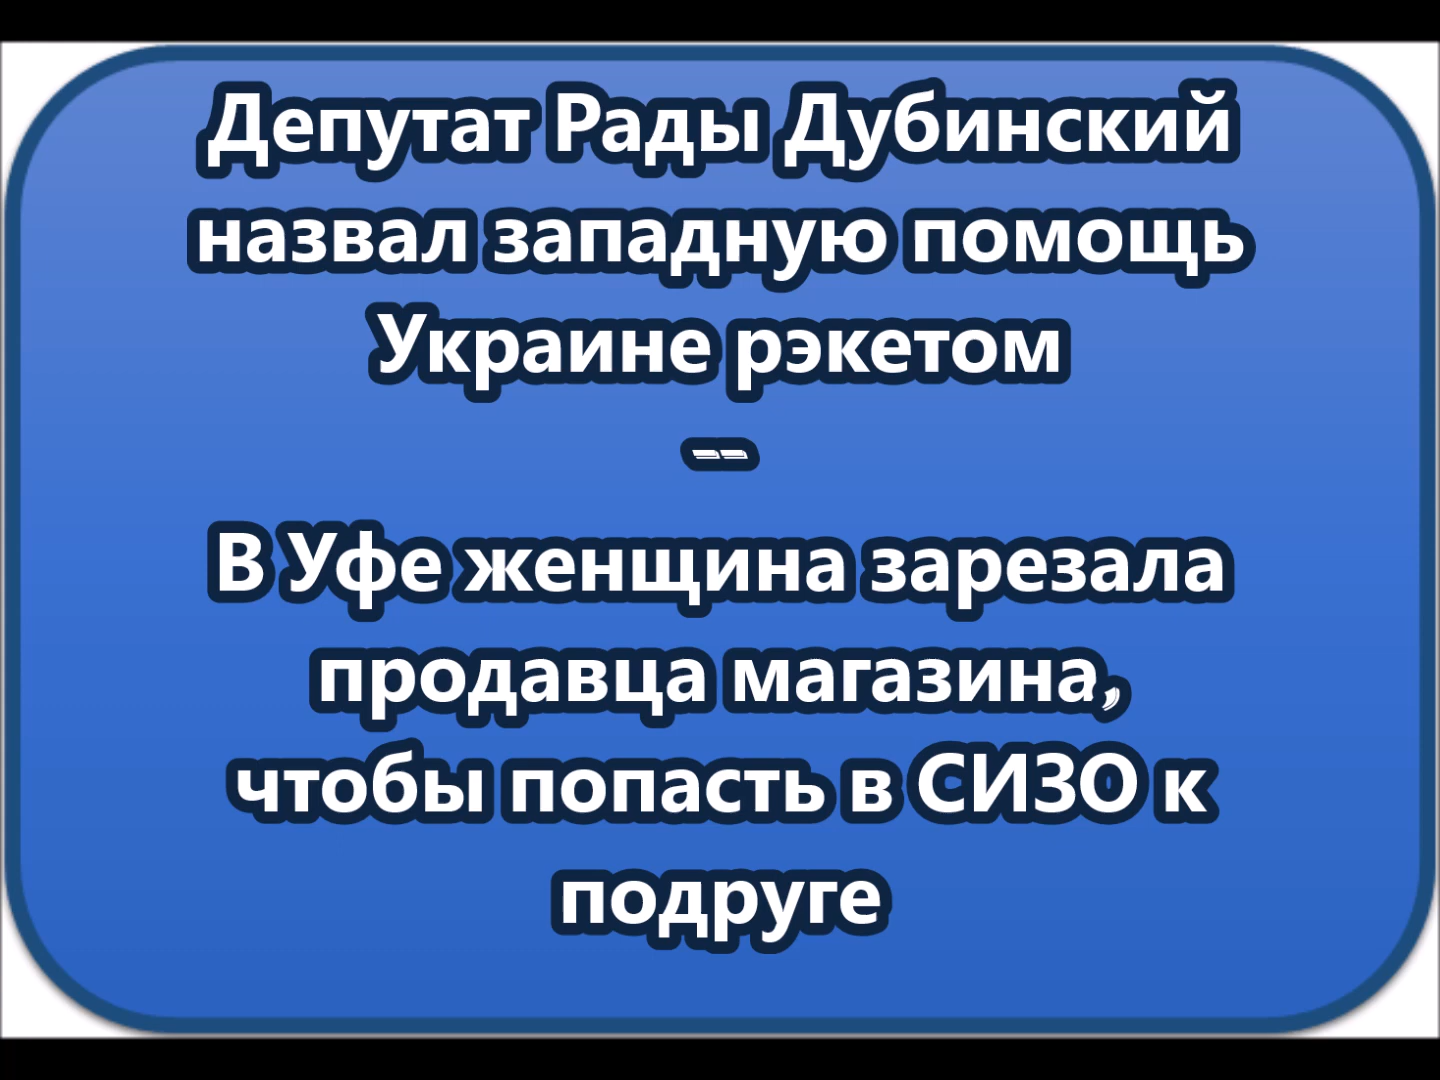 Депутат Рады Дубинский
назвал западную помощь
Украине рэкетом
--
В Уфе женщина зарезала
продавца магазина,
чтобы попасть в СИЗО к
подруге